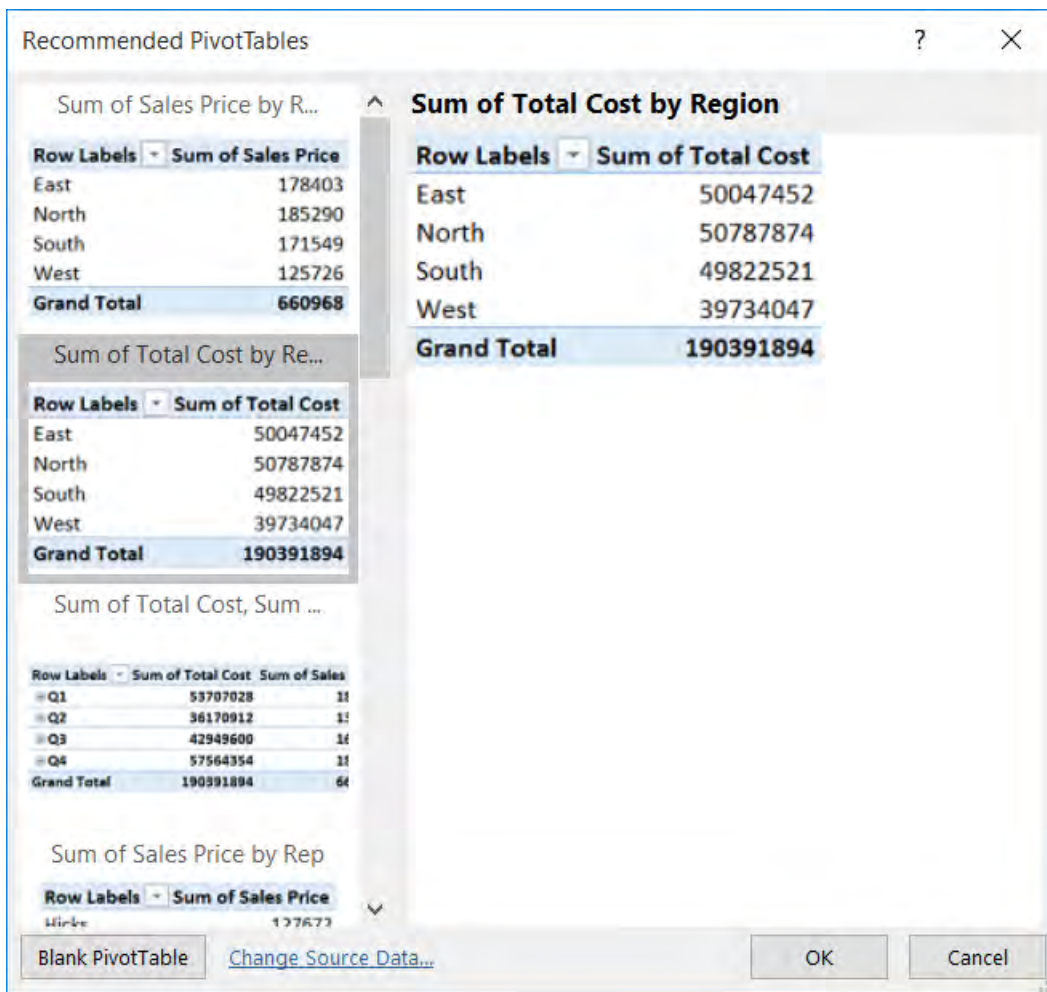 Recommended PivotTables ?
Sum of Sales Price by R...
Row Labels Sum of Sales Price
East 178403
North 185290
South 171549
West 125726
Grand Total 660968
Sum of Total Cost by Re...
Row Labels Sum of Total Cost
East 50047452
North 50787874
South 49822521
West 39734047
Grand Total 190391894
Sum of Total Cost, Sum ...
Row Labels Sum of Total Cost Sum of Sales
Q1 53707028
Q2 36170912
Q3 42949600
Q4 57564354
Grand Total 190391894
Sum of Sales Price by Rep
Row Labels Sum of Sales Price
Hicks 127672
Sum of Total Cost by Region
Row Labels Sum of Total Cost
East 50047452
North 50787874
South 49822521
West 39734047
Grand Total 190391894
Blank PivotTable Change Source Data... OK Cancel